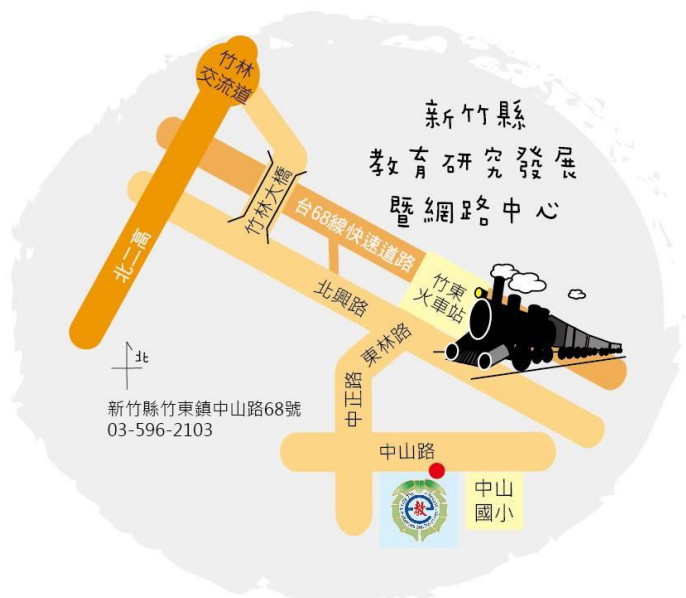 竹林
交流道
新竹縣
教育研究發展
暨網路中心
竹林大橋
台68線快速道路
北二高
北興路
竹東
火車站
東林路
北
中正路
新竹縣竹東鎮中山路68號
03-596-2103
中山路
中山
國小
教